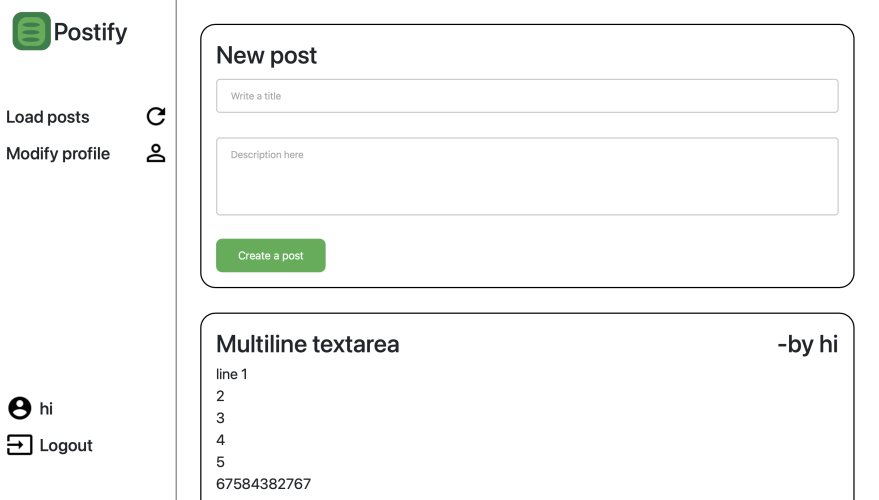 Postify
Load posts
Modify profile
hi
Logout
New post
Write a title
Description here
Create a post
Multiline textarea
-by hi
line 1
2
3
4
5
67584382767